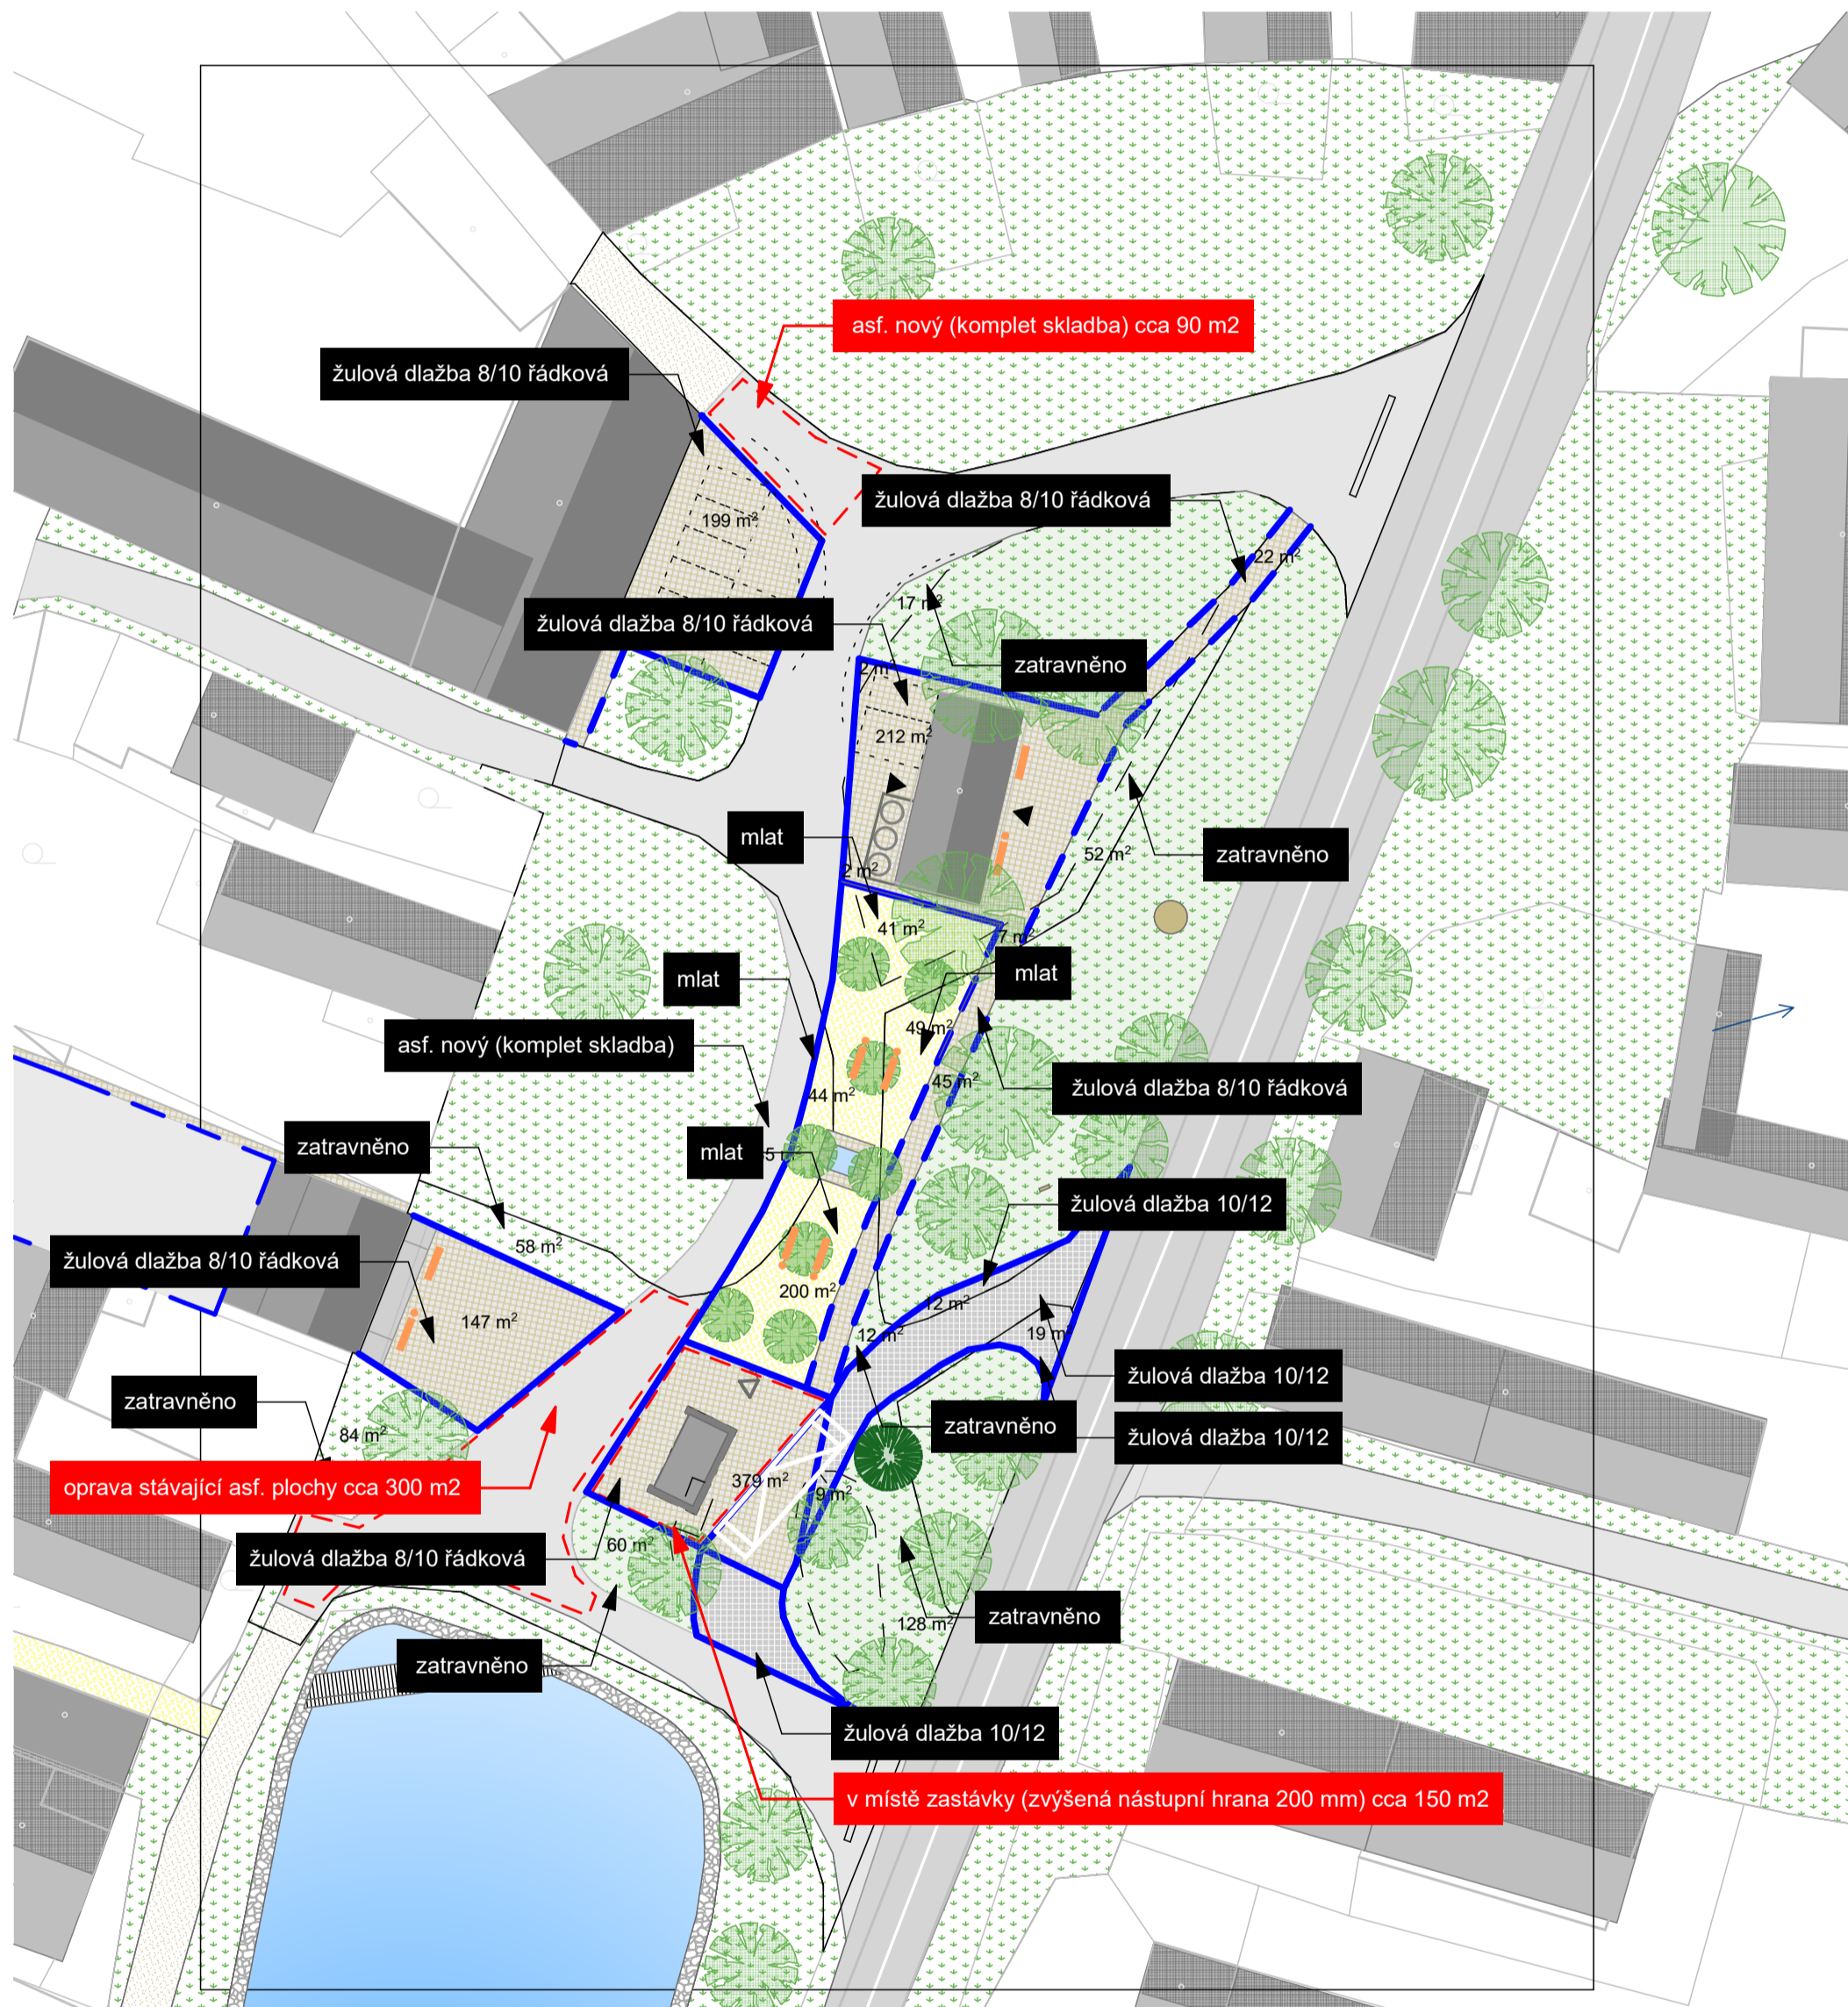 asf. nový (komplet skladba) cca 90 m2
žulová dlažba 8/10 řádková
žulová dlažba 8/10 řádková
199 m²
22 m²
17 m²
žulová dlažba 8/10 řádková
zatravněno
2 m²
212 m²
mlat
52 m²
zatravněno
2 m²
41 m²
7 m²
mlat
mlat
49 m²
asf. nový (komplet skladba)
45 m²
žulová dlažba 8/10 řádková
44 m²
zatravněno
mlat
5 m²
žulová dlažba 10/12
58 m²
žulová dlažba 8/10 řádková
200 m²
12 m²
147 m²
12 m²
19 m²
žulová dlažba 10/12
zatravněno
zatravněno
84 m²
žulová dlažba 10/12
oprava stávající asf. plochy cca 300 m2
379 m²
9 m²
žulová dlažba 8/10 řádková
60 m²
128 m²
zatravněno
zatravněno
žulová dlažba 10/12
v místě zastávky (zvýšená nástupní hrana 200 mm) cca 150 m2